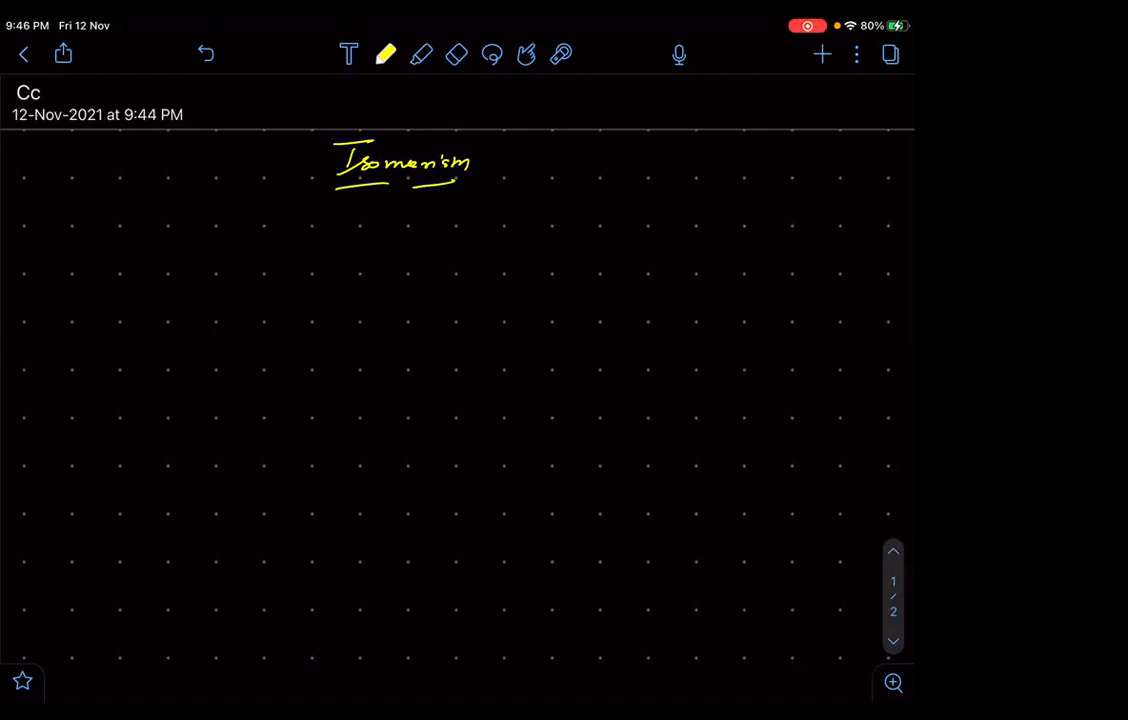 9:46 PM Fri 12 Nov
80%
Cc
12-Nov-2021 at 9:44 PM
Isomerism
1
/
2